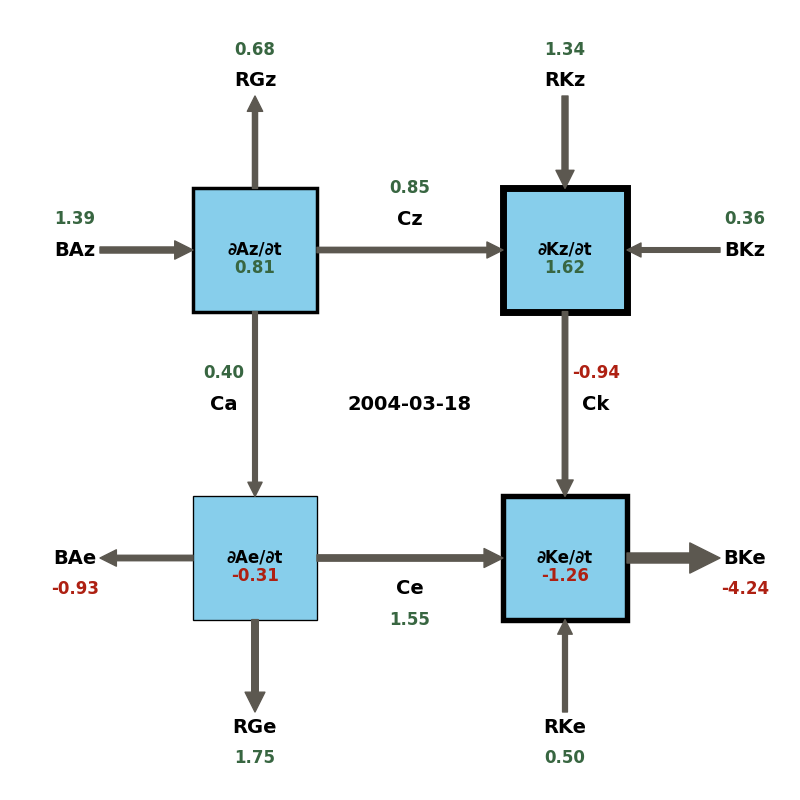 0.68
RGz
1.34
RKz
1.39
BAz
∂Az/∂t
0.81
0.85
Cz
∂Kz/∂t
1.62
0.36
BKz
0.40
Ca
2004-03-18
-0.94
Ck
BAe
-0.93
∂Ae/∂t
-0.31
Ce
1.55
∂Ke/∂t
-1.26
BKe
-4.24
RGe
1.75
RKe
0.50